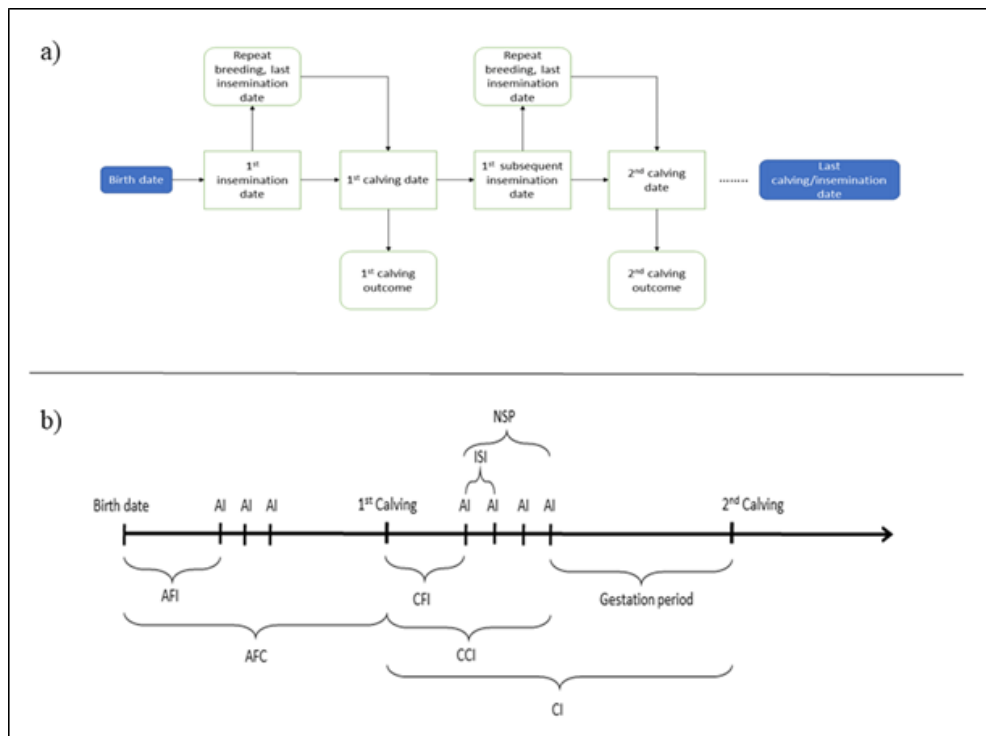 a)
Repeat
breeding, last
insemination
date
Repeat
breeding, last
insemination
date
Birth date
1st
insemination
date
1st calving date
1st subsequent
insemination
date
2nd calving
date
........
Last
calving/insemination
date
1st calving
outcome
2nd calving
outcome
b)
NSP
ISI
Birth date
AI
AI
AI
1st Calving
AI
AI
AI
AI
2nd Calving
AFI
CFI
Gestation period
AFC
CCI
CI